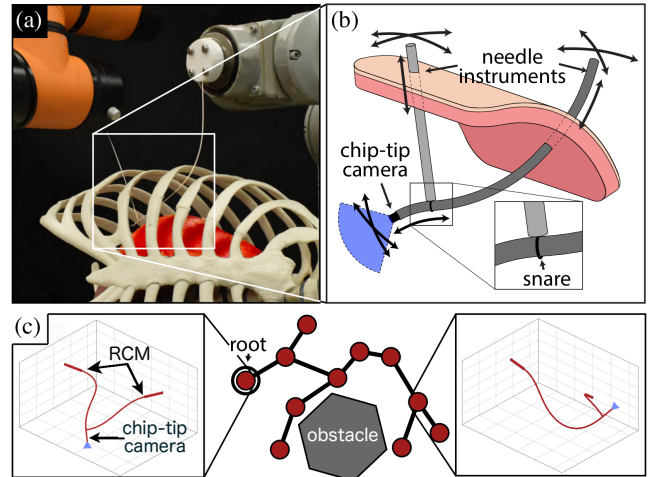 (a)
(b)
needle
instruments
chip-tip
camera
snare
(c)
RCM
chip-tip
camera
root
obstacle